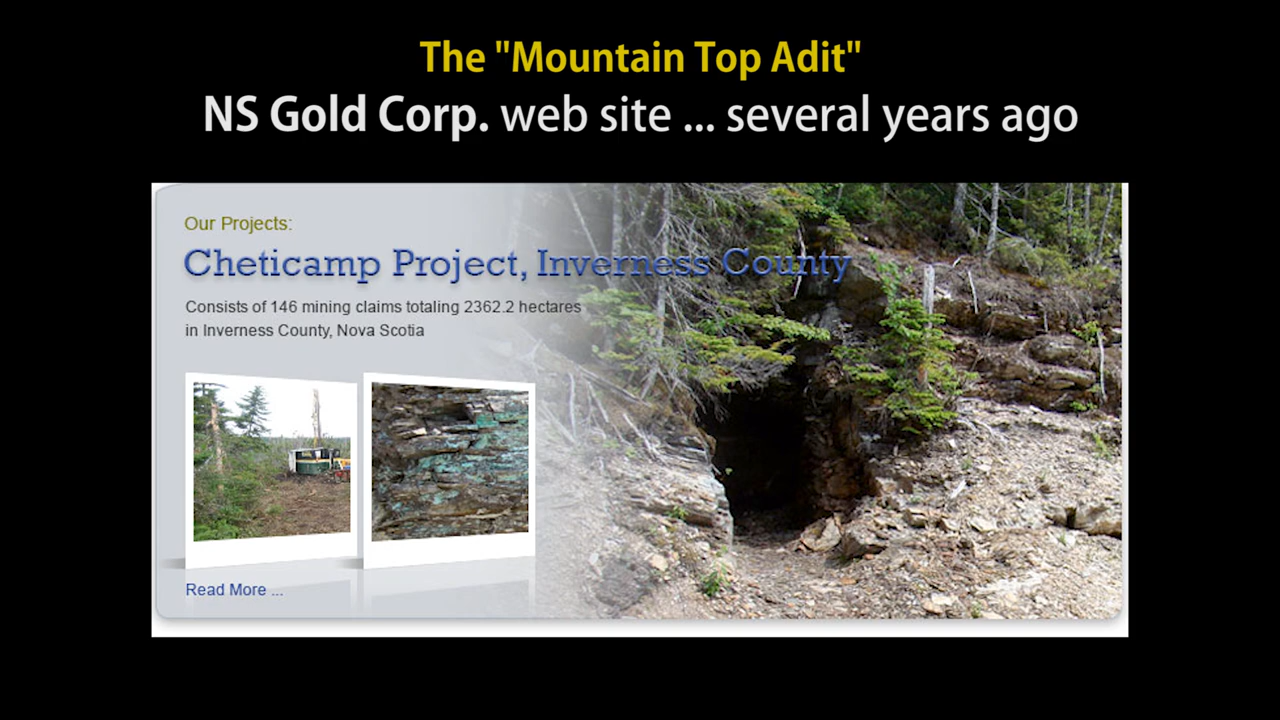 The "Mountain Top Adit"
NS Gold Corp. web site ... several years ago
Our Projects:
Cheticamp Project, Inverness County
Consists of 146 mining claims totaling 2362.2 hectares
in Inverness County, Nova Scotia
Read More ...